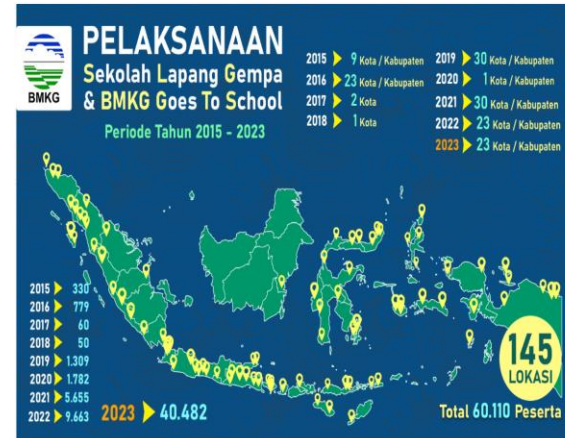 BMKG
PELAKSANAAN
Sekolah Lapang Gempa
& BMKG Goes To School
Periode Tahun 2015 - 2023
2015 9 Kota / Kabupaten
2016 23 Kota / Kabupaten
2017 2 Kota
2018 1 Kota
2019 30 Kota / Kabupaten
2020 1 Kota / Kabupaten
2021 30 Kota / Kabupaten
2022 23 Kota / Kabupaten
2023 23 Kota / Kabupaten
2015 330
2016 779
2017 60
2018 50
2019 1.309
2020 1.782
2021 5.655
2022 9.663
2023 40.482
145
LOKASI
Total 60.110 Peserta